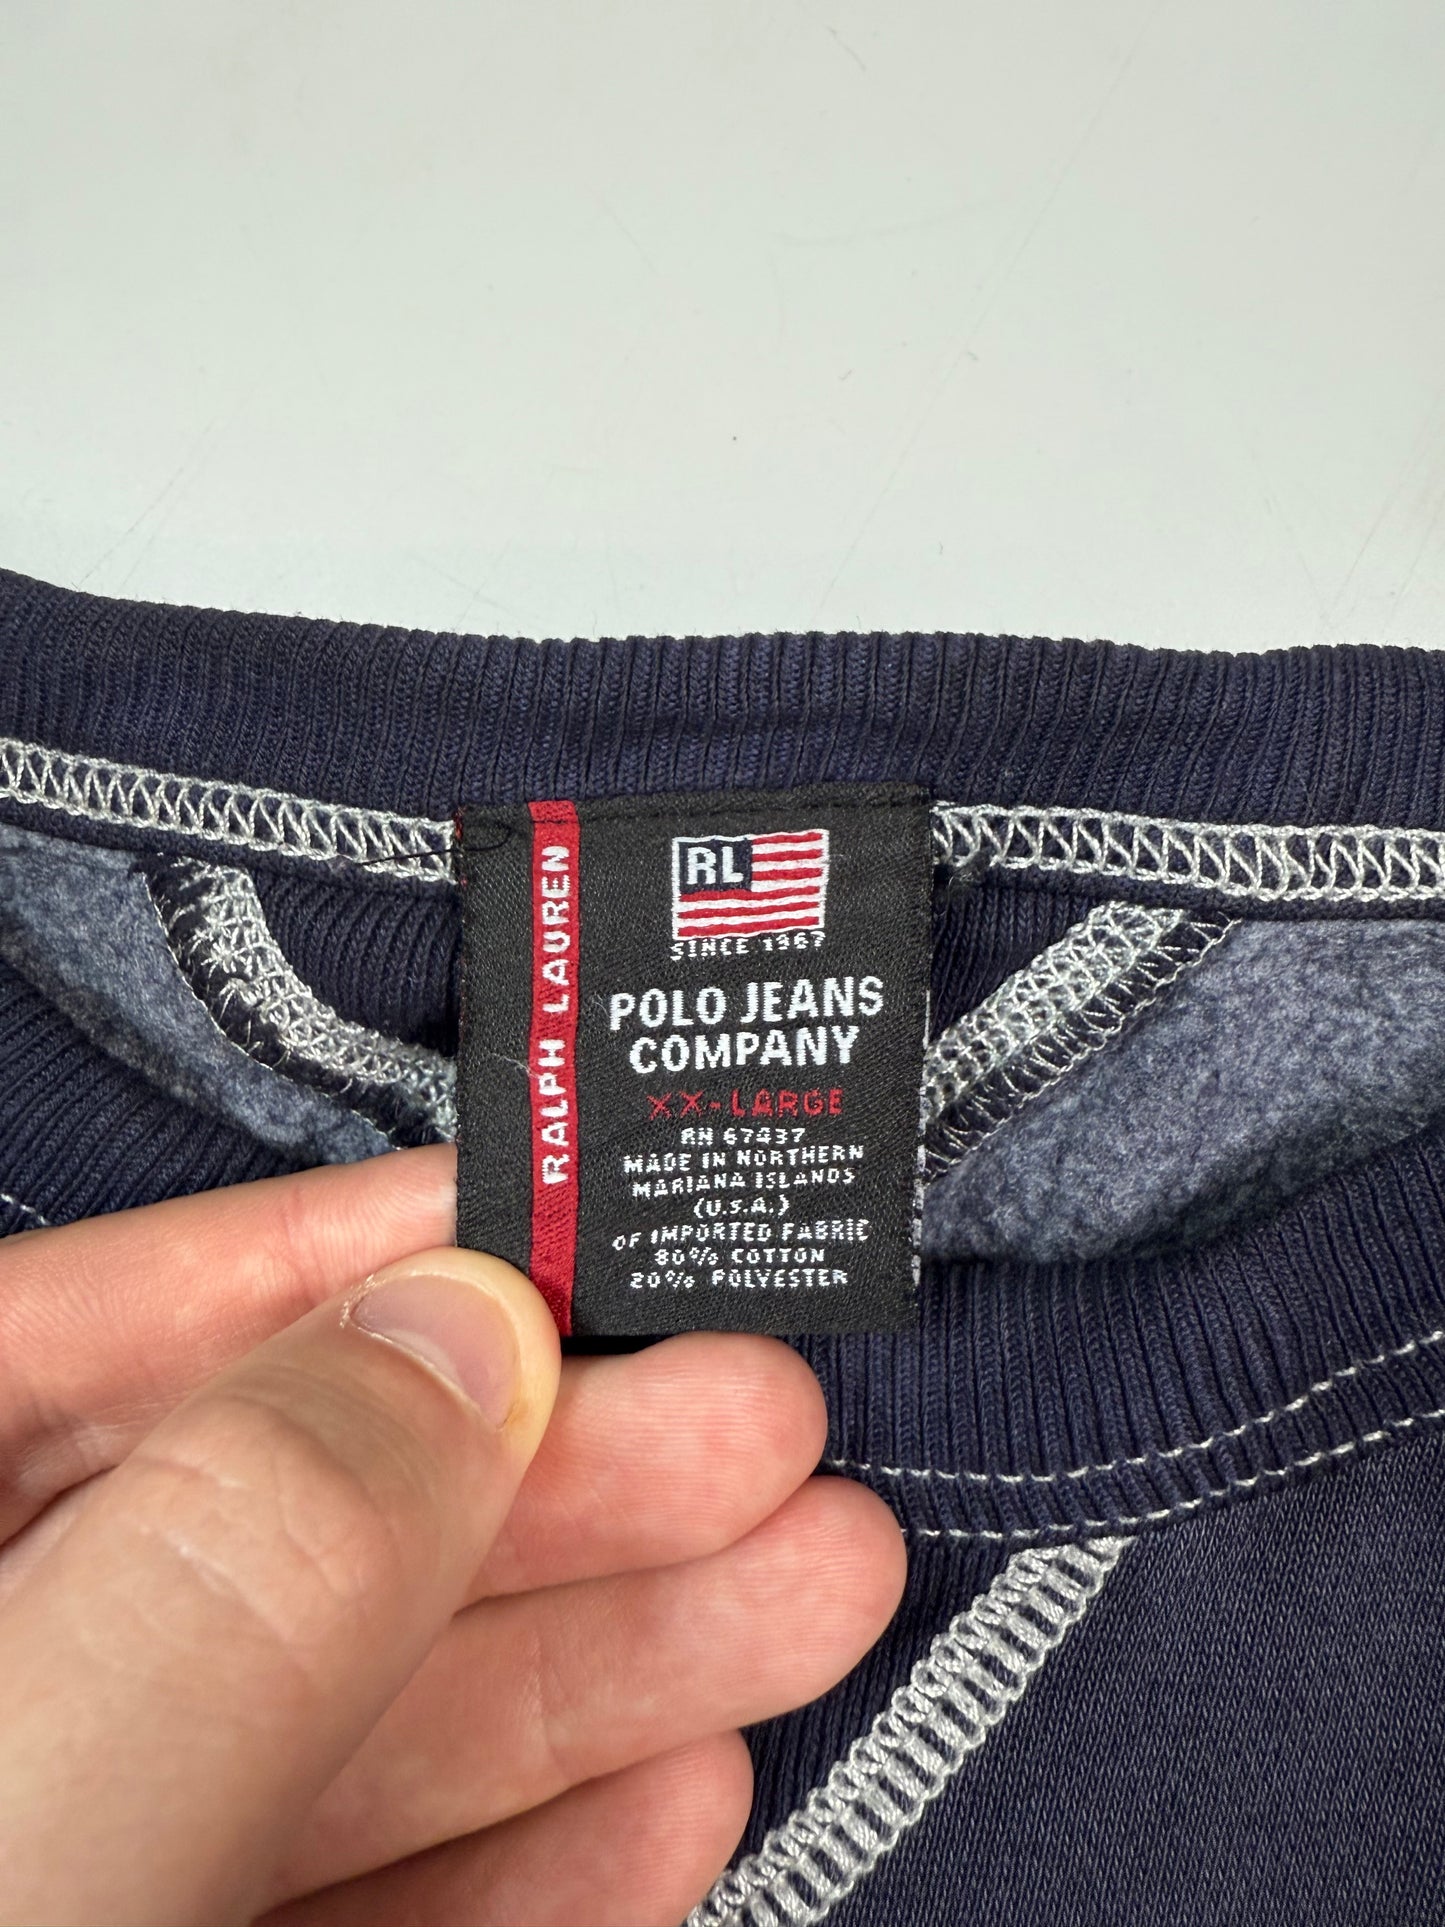 RALPH LAUREN
RL
SINCE 1967
POLO JEANS
COMPANY
XX-LARGE
RN 67437
MADE IN NORTHERN
MARIANA ISLANDS
(U.S.A.)
OF IMPORTED FABRIC
80% COTTON
20% POLYESTER